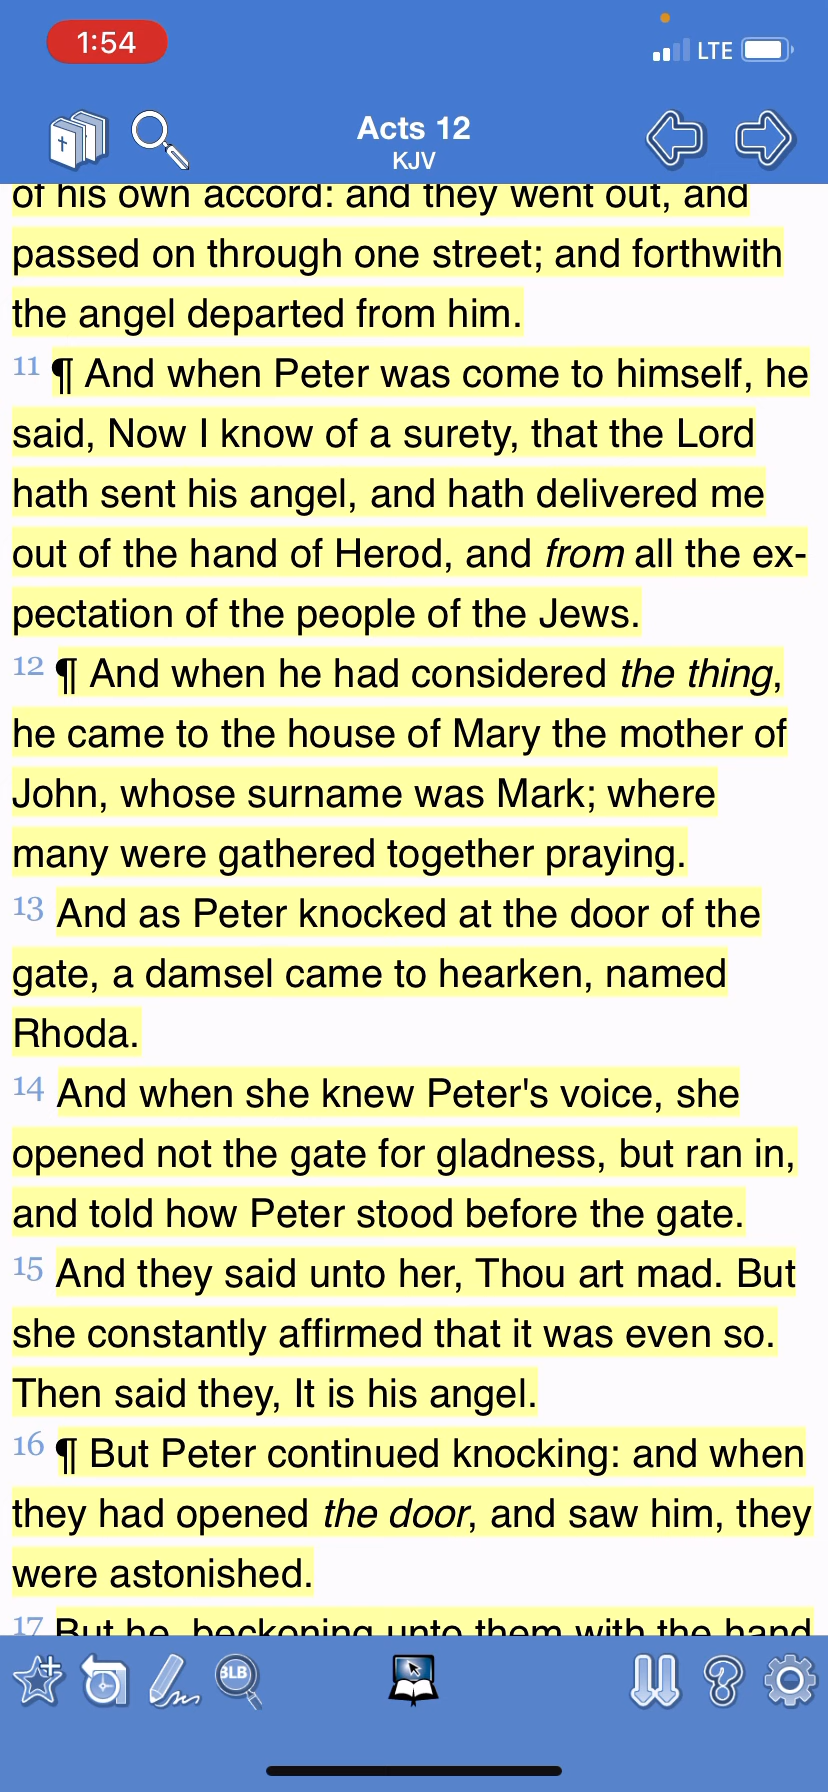 1:54
LTE
Acts 12
KJV
of his own accord: and they went out, and
passed on through one street; and forthwith
the angel departed from him.
11 ¶ And when Peter was come to himself, he
said, Now I know of a surety, that the Lord
hath sent his angel, and hath delivered me
out of the hand of Herod, and from all the ex-
pectation of the people of the Jews.
12 ¶ And when he had considered the thing,
he came to the house of Mary the mother of
John, whose surname was Mark; where
many were gathered together praying.
13 And as Peter knocked at the door of the
gate, a damsel came to hearken, named
Rhoda.
14 And when she knew Peter's voice, she
opened not the gate for gladness, but ran in,
and told how Peter stood before the gate.
15 And they said unto her, Thou art mad. But
she constantly affirmed that it was even so.
Then said they, It is his angel.
16 ¶ But Peter continued knocking: and when
they had opened the door, and saw him, they
were astonished.
17 But he, beckoning unto them with the hand
BLB